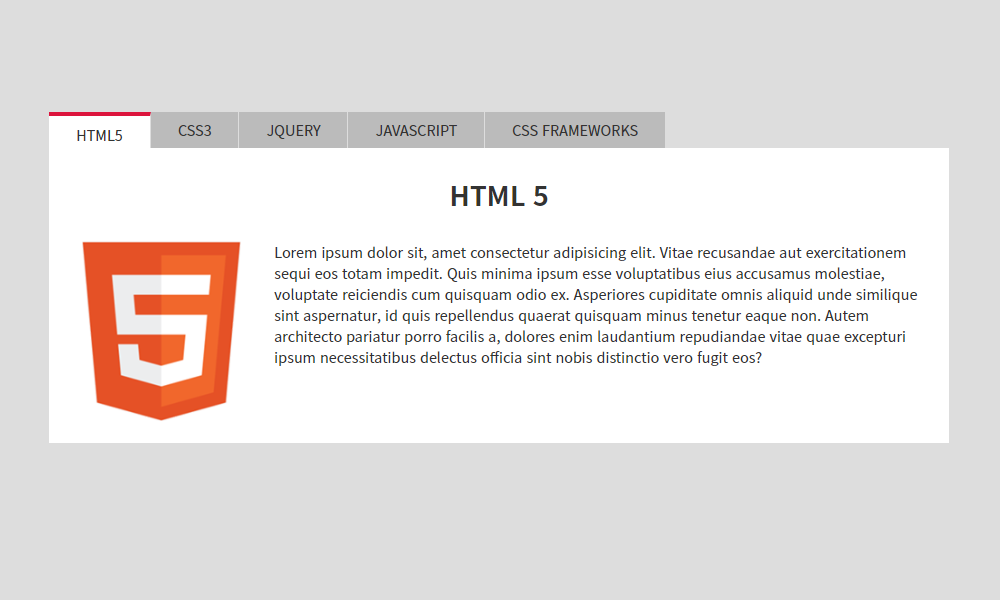 HTML5 CSS3 JQUERY JAVASCRIPT CSS FRAMEWORKS
HTML 5
Lorem ipsum dolor sit, amet consectetur adipisicing elit. Vitae recusandae aut exercitationem
sequi eos totam impedit. Quis minima ipsum esse voluptatibus eius accusamus molestiae,
voluptate reiciendis cum quisquam odio ex. Asperiores cupiditate omnis aliquid unde similique
sint aspernatur, id quis repellendus quaerat quisquam minus tenetur eaque non. Autem
architecto pariatur porro facilis a, dolores enim laudantium repudiandae vitae quae excepturi
ipsum necessitatibus delectus officia sint nobis distinctio vero fugit eos?
5